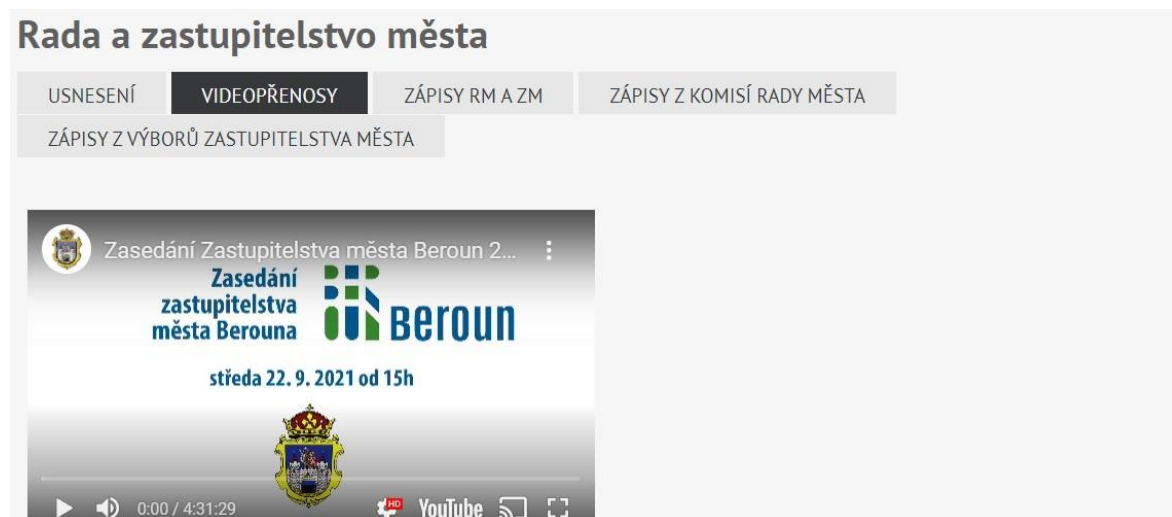 Rada a zastupitelstvo města
USNESENÍ
VIDEOPŘENOSY
ZÁPISY RM A ZM
ZÁPISY Z KOMISÍ RADY MĚSTA
ZÁPISY Z VÝBORŮ ZASTUPITELSTVA MĚSTA
Zasedání Zastupitelstva města Beroun 2...
Zasedání
zastupitelstva
města Berouna
Beroun
středa 22. 9. 2021 od 15h
0:00 / 4:31:29
HD
YouTube